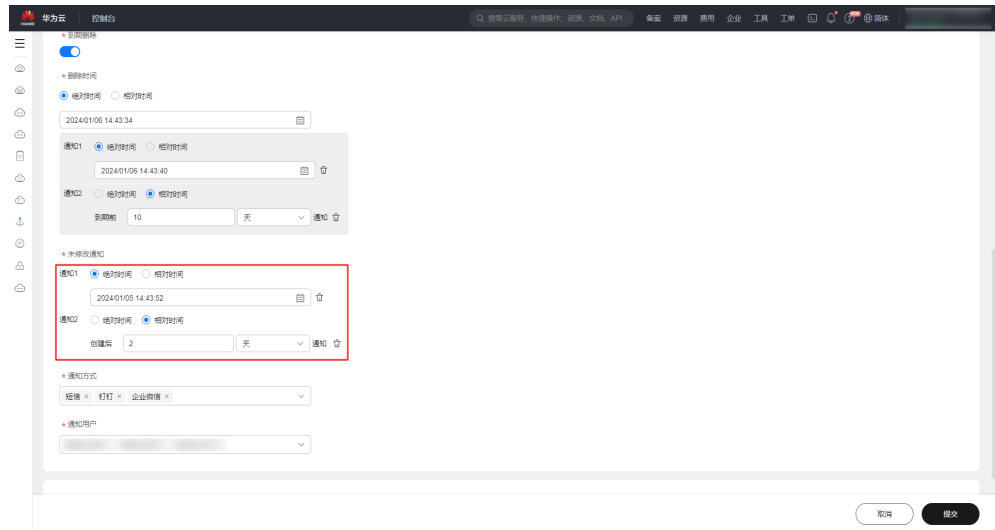 HUAWEI 华为云 | 控制台 搜索云服务、快捷操作、资源、文档、API 备案 资源 费用 企业 工具 工单 简体
* 到期删除
* 删除时间
绝对时间 相对时间
2024/01/06 14:43:34
通知1 绝对时间 相对时间
2024/01/06 14:43:40
通知2 绝对时间 相对时间
到期前 10 天 通知
* 未修改通知
通知1 绝对时间 相对时间
2024/01/05 14:43:52
通知2 绝对时间 相对时间
创建后 2 天 通知
* 通知方式
短信 × 钉钉 × 企业微信 ×
* 通知用户
取消 提交